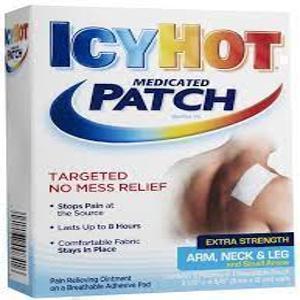 ICY HOT
MEDICATED
PATCH
TARGETED
NO MESS RELIEF
• Stops Pain at
the Source
• Lasts Up to 8 Hours
• Comfortable Fabric
Stays in Place
EXTRA STRENGTH
ARM, NECK & LEG
and Small Areas
Pain Relieving Ointment
on a Breathable Adhesive Pad